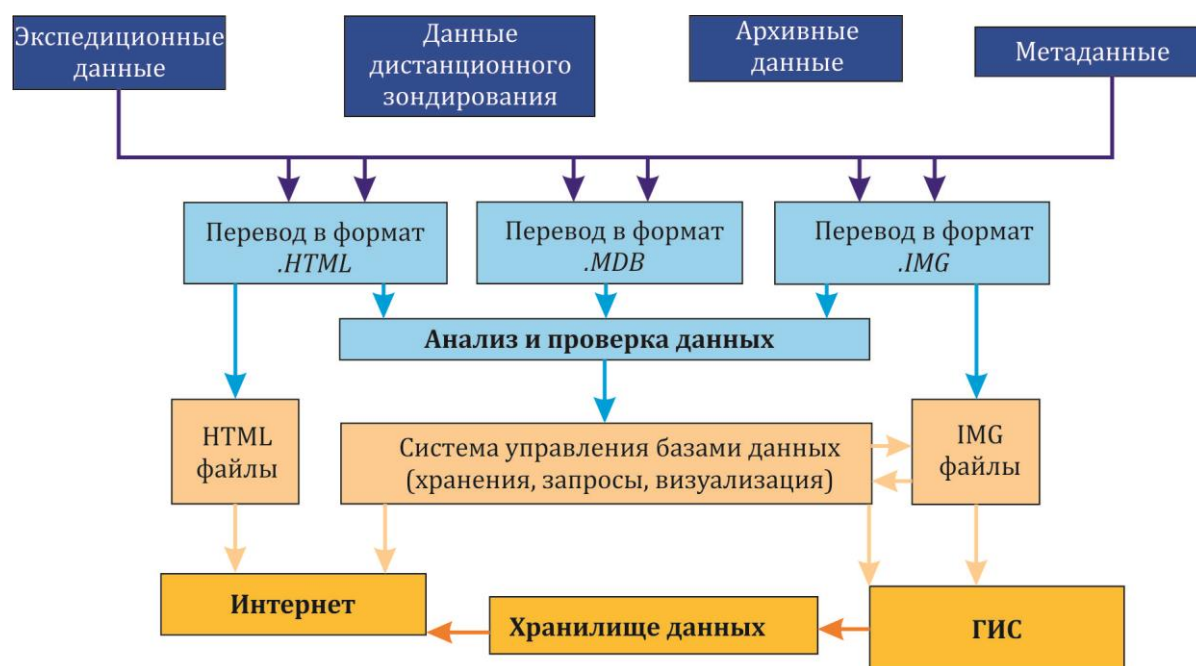 Экспедиционные
данные
Данные
дистанционного
зондирования
Архивные
данные
Метаданные
Перевод в формат
.HTML
Перевод в формат
.MDB
Перевод в формат
.IMG
Анализ и проверка данных
HTML
файлы
Система управления базами данных
(хранения, запросы, визуализация)
IMG
файлы
Интернет
Хранилище данных
ГИС